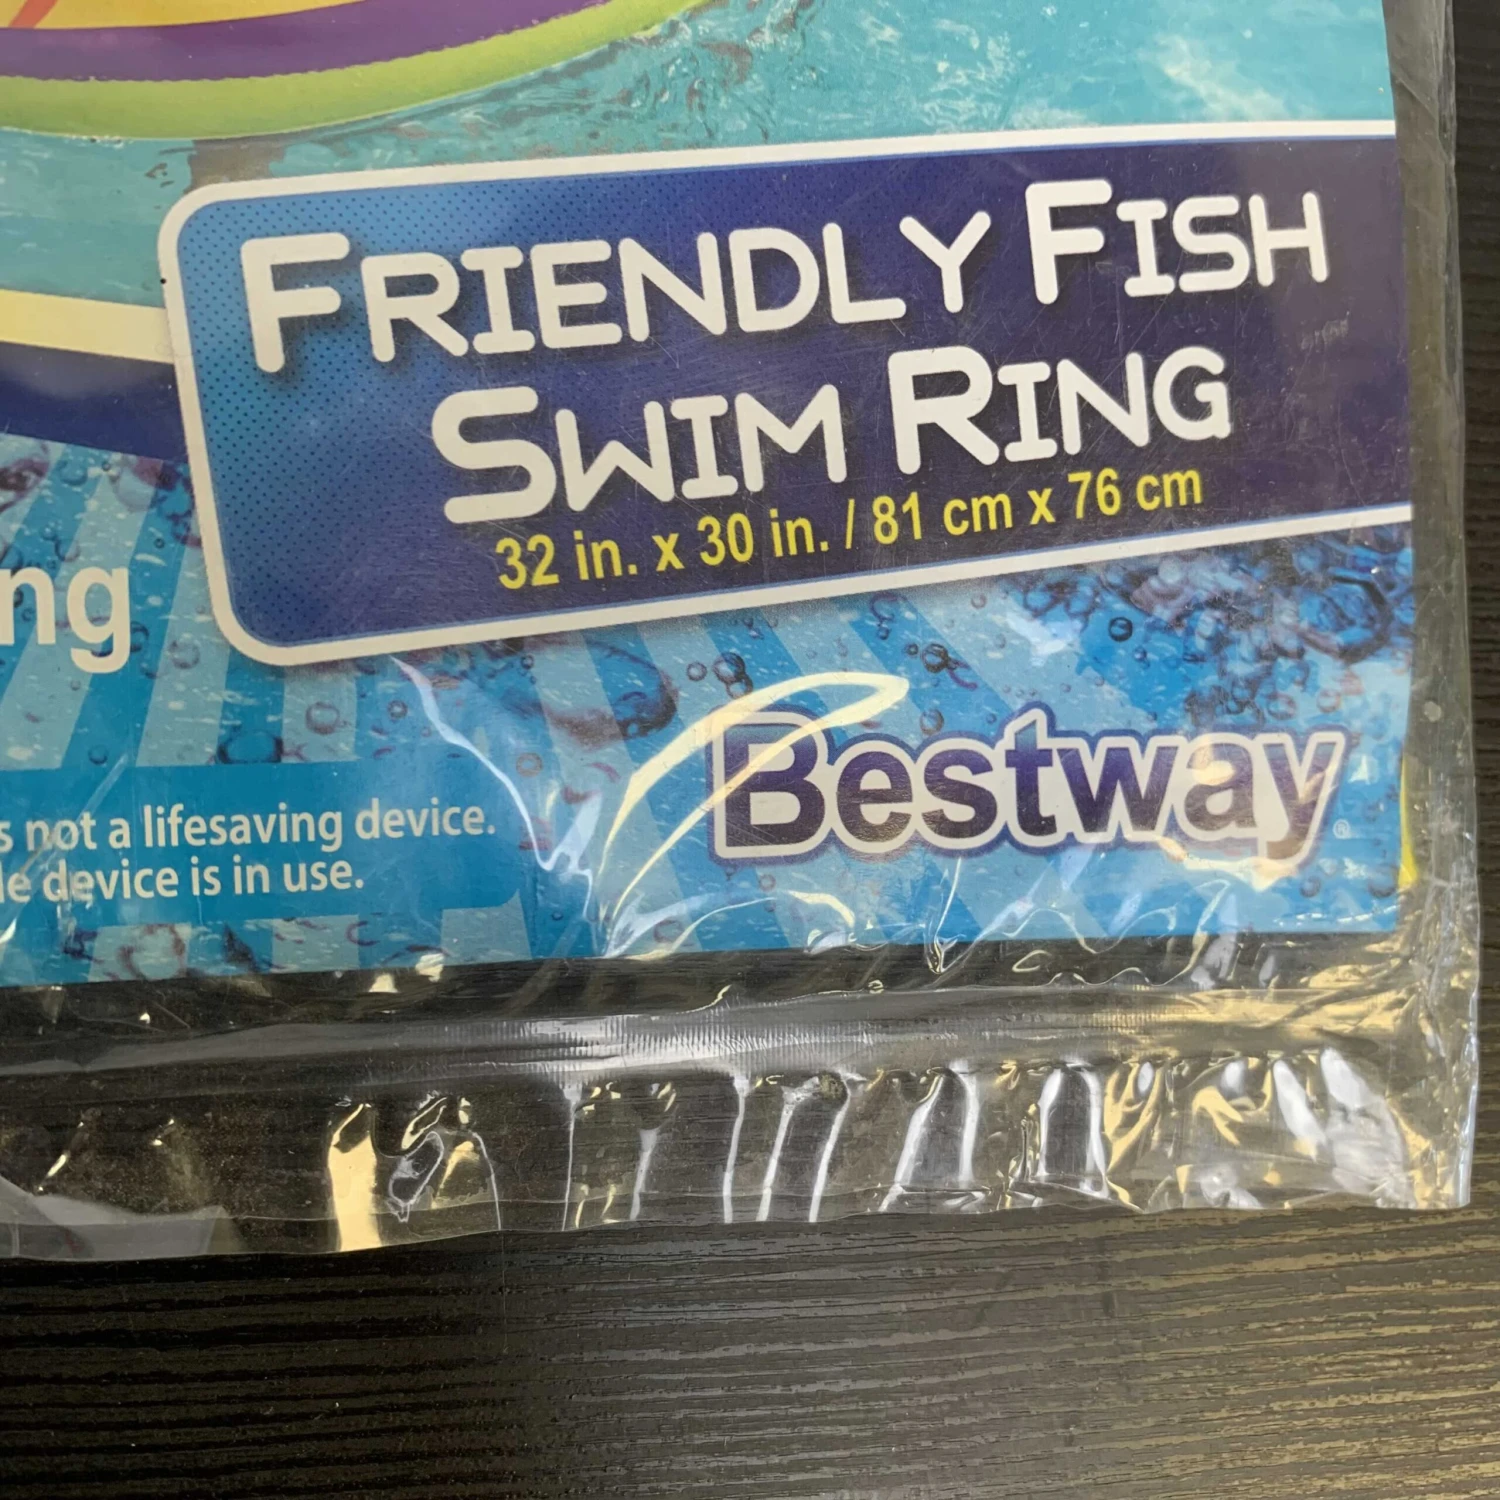 FRIENDLY FISH
SWIM RING
32 in. x 30 in. / 81 cm x 76 cm
ng
Bestway®
s not a lifesaving device.
le device is in use.